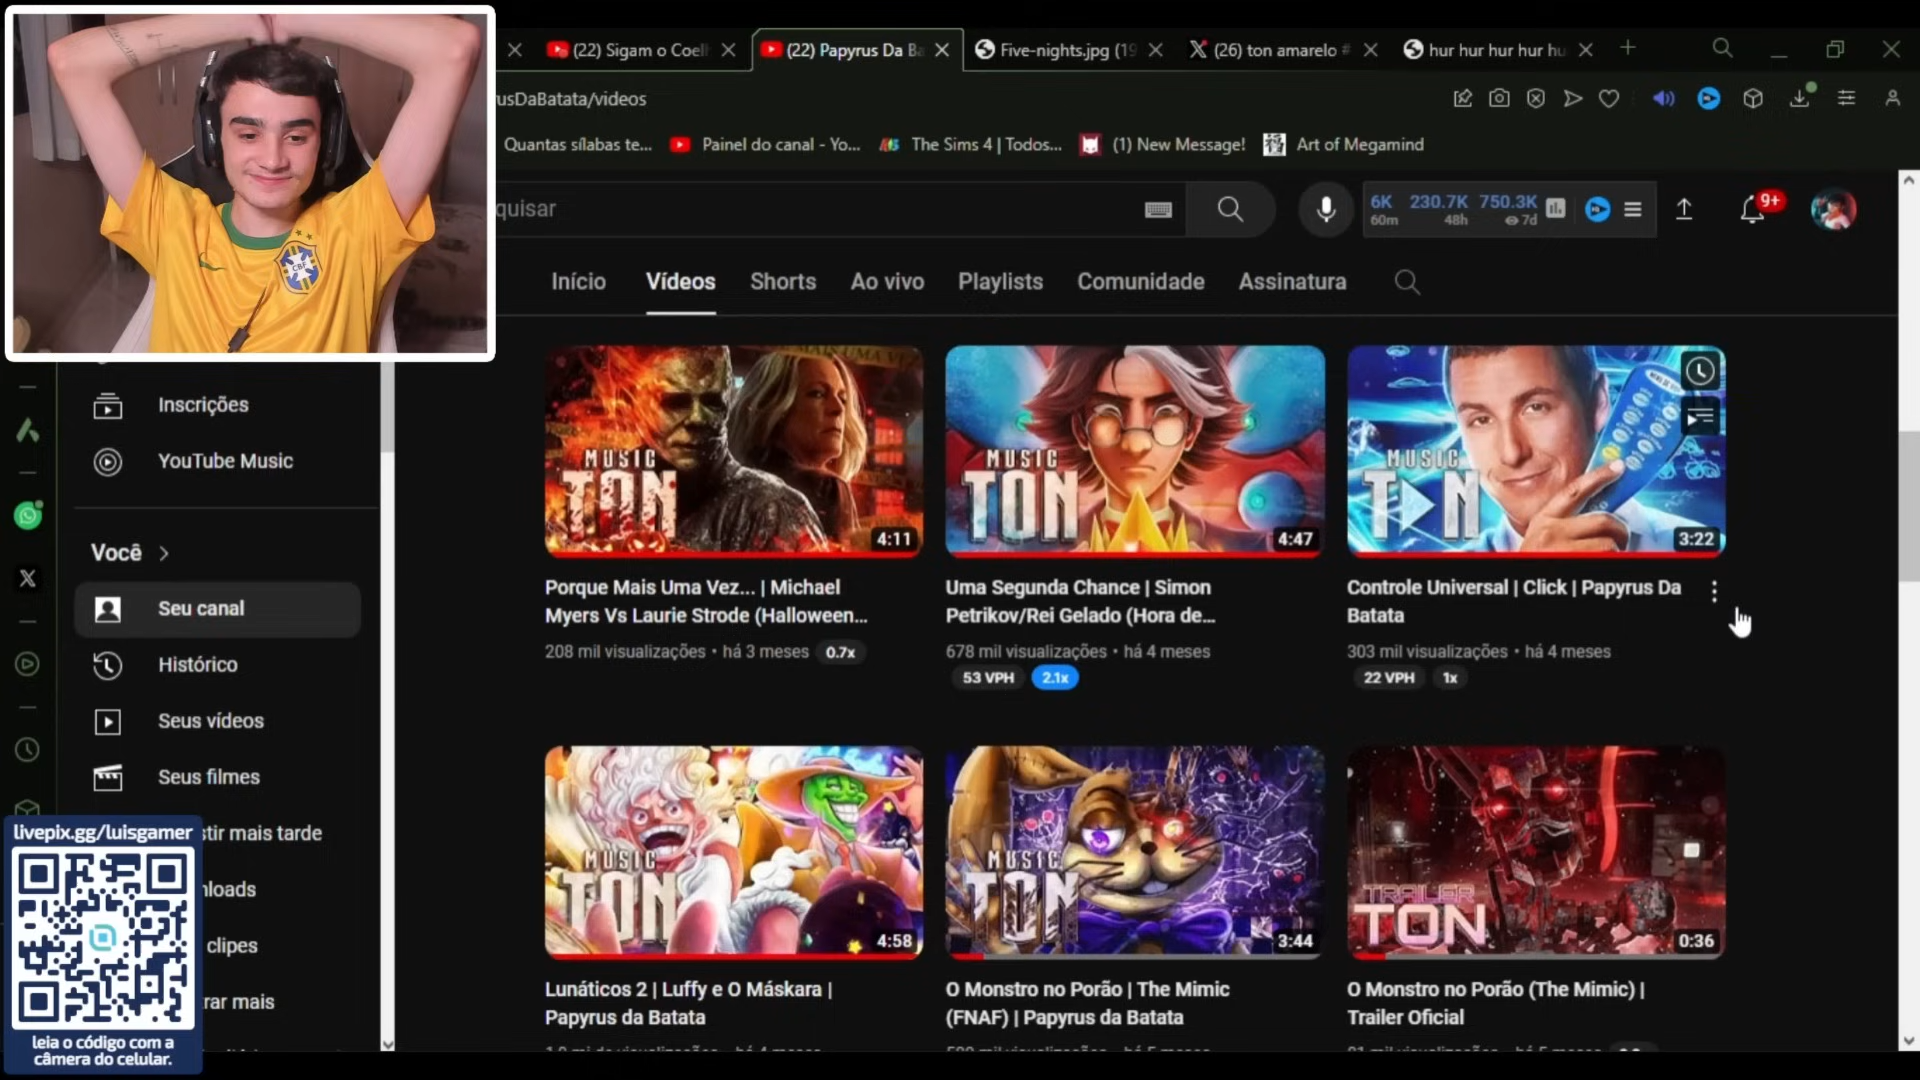 (22) Sigam o Coel
(22) Papyrus Da Ba
Five-nights.jpg (19
(26) ton amarelo #
hur hur hur hur hu
usDaBatata/videos
Quantas sílabas te...
Painel do canal - Yo...
The Sims 4 | Todos...
(1) New Message!
Art of Megamind
quisar
6K
60m
230.7K
48h
750.3K
7d
9+
Início
Vídeos
Shorts
Ao vivo
Playlists
Comunidade
Assinatura
CBF
Inscrições
YouTube Music
Você
Seu canal
Histórico
Seus vídeos
Seus filmes
stir mais tarde
nloads
clipes
rar mais
MUSIC
TON
4:11
Porque Mais Uma Vez... | Michael
Myers Vs Laurie Strode (Halloween...
208 mil visualizações • há 3 meses
0.7x
MUSIC
TON
4:47
Uma Segunda Chance | Simon
Petrikov/Rei Gelado (Hora de...
678 mil visualizações • há 4 meses
53 VPH
2.1x
MUSIC
TON
3:22
Controle Universal | Click | Papyrus Da
Batata
303 mil visualizações • há 4 meses
22 VPH
1x
MUSIC
TON
4:58
Lunáticos 2 | Luffy e O Máskara |
Papyrus da Batata
MUSIC
TON
3:44
O Monstro no Porão | The Mimic
(FNAF) | Papyrus da Batata
TRAILER
TON
0:36
O Monstro no Porão (The Mimic) |
Trailer Oficial
livepix.gg/luisgamer
leia o código com a
câmera do celular.